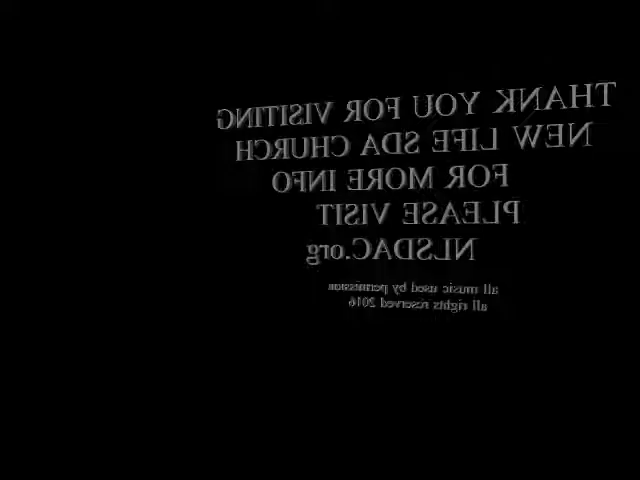 THANK YOU FOR VISITING
NEW LIFE SDA CHURCH
FOR MORE INFO
PLEASE VISIT
NLSDAC.org
all music used by permission
all rights reserved 2016